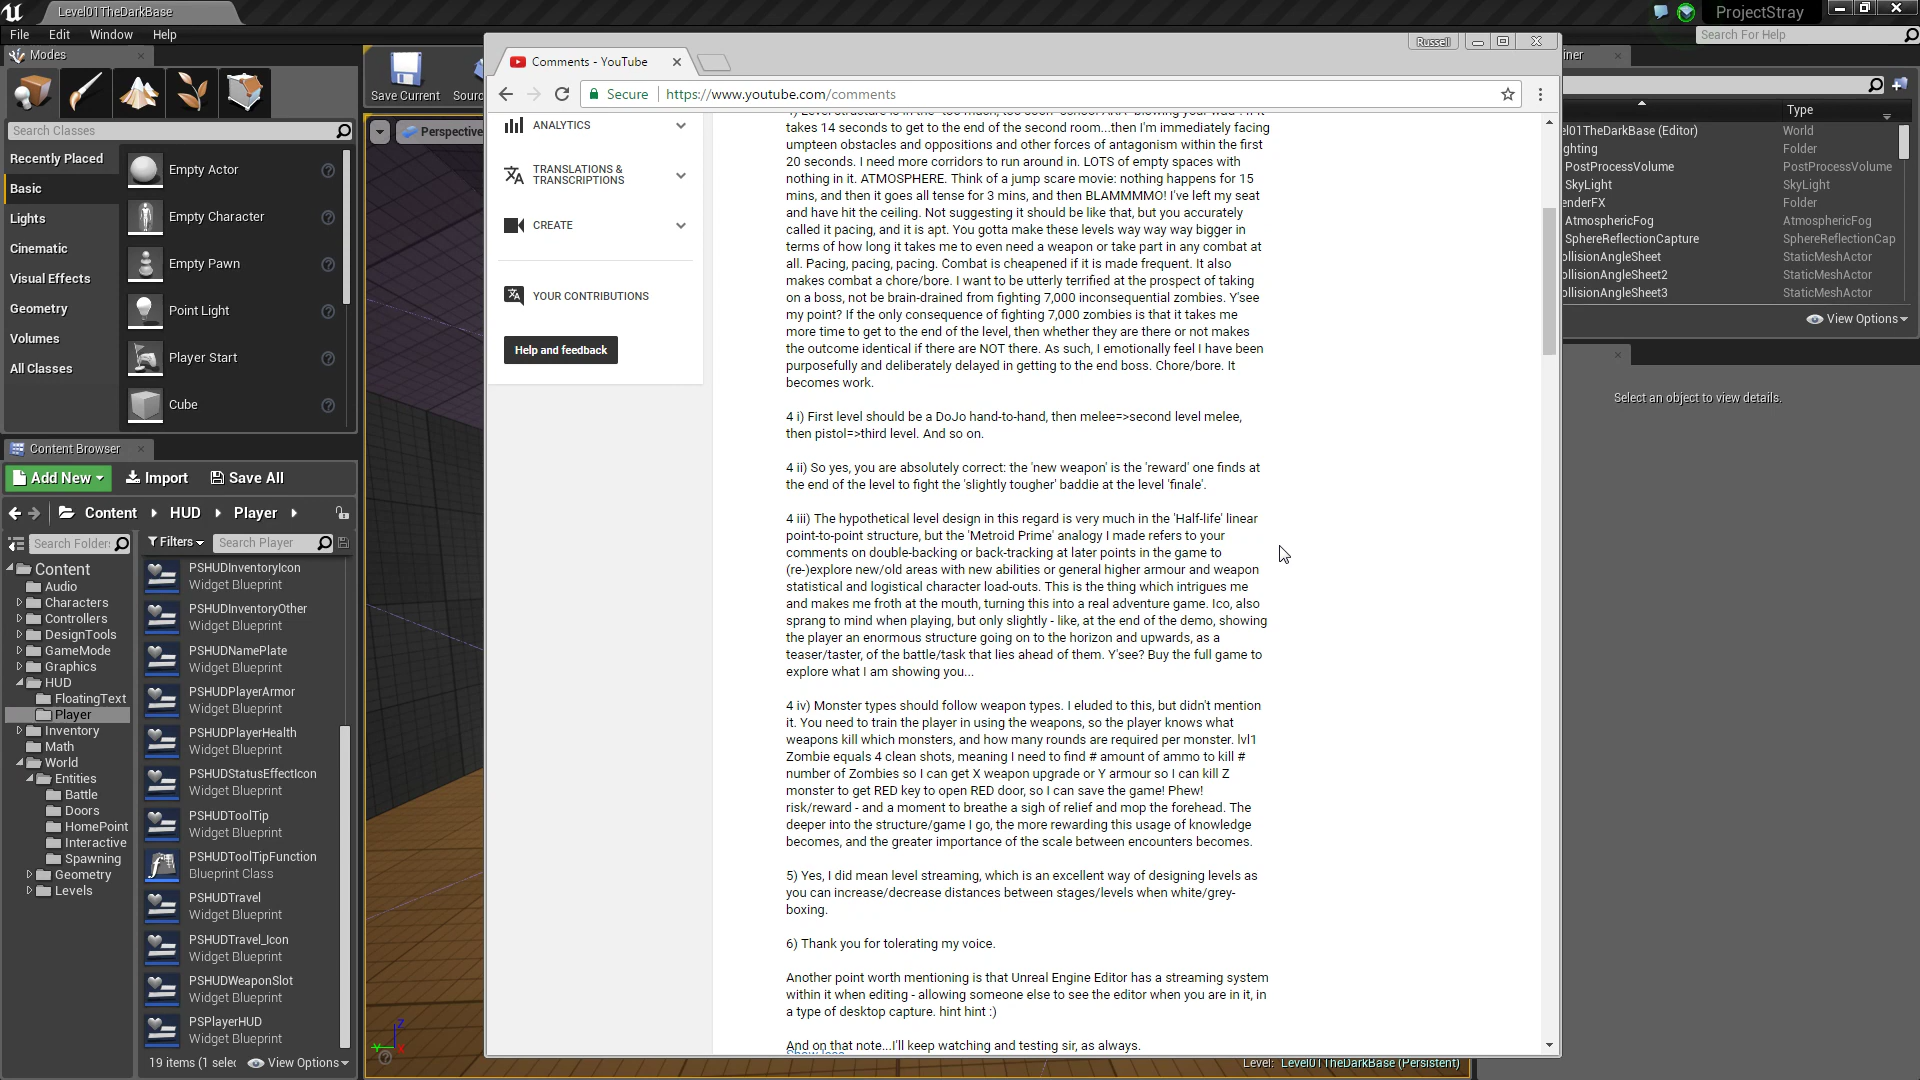 Level01TheDarkBase
ProjectStray
File Edit Window Help
Search For Help
Modes
Save Current
Search Classes
Recently Placed
Basic
Lights
Cinematic
Visual Effects
Geometry
Volumes
All Classes
Empty Actor
Empty Character
Empty Pawn
Point Light
Player Start
Cube
Perspective
Content Browser
Add New
Import
Save All
Content
HUD
Player
Filters
Search Player
Content
Audio
Characters
Controllers
DesignTools
GameMode
Graphics
HUD
FloatingText
Player
Inventory
Math
World
Entities
Battle
Doors
HomePoint
Interactive
Spawning
Geometry
Levels
PSHUDInventoryIcon
Widget Blueprint
PSHUDInventoryOther
Widget Blueprint
PSHUDNamePlate
Widget Blueprint
PSHUDPlayerArmor
Widget Blueprint
PSHUDPlayerHealth
Widget Blueprint
PSHUDStatusEffectIcon
Widget Blueprint
PSHUDToolTip
Widget Blueprint
PSHUDToolTipFunction
Blueprint Class
PSHUDTravel
Widget Blueprint
PSHUDTravel_Icon
Widget Blueprint
PSHUDWeaponSlot
Widget Blueprint
PSPlayerHUD
Widget Blueprint
19 items (1 selec
View Options
Russell
Comments - YouTube
Secure
https://www.youtube.com/comments
ANALYTICS
TRANSLATIONS &
TRANSCRIPTIONS
CREATE
YOUR CONTRIBUTIONS
Help and feedback
takes 14 seconds to get to the end of the second room...then I'm immediately facing
umpteen obstacles and oppositions and other forces of antagonism within the first
20 seconds. I need more corridors to run around in. LOTS of empty spaces with
nothing in it. ATMOSPHERE. Think of a jump scare movie: nothing happens for 15
mins, and then it goes all tense for 3 mins, and then BLAMMMMO! I've left my seat
and have hit the ceiling. Not suggesting it should be like that, but you accurately
called it pacing, and it is apt. You gotta make these levels way way way bigger in
terms of how long it takes me to even need a weapon or take part in any combat at
all. Pacing, pacing, pacing. Combat is cheapened if it is made frequent. It also
makes combat a chore/bore. I want to be utterly terrified at the prospect of taking
on a boss, not be brain-drained from fighting 7,000 inconsequential zombies. Y'see
my point? If the only consequence of fighting 7,000 zombies is that it takes me
more time to get to the end of the level, then whether they are there or not makes
the outcome identical if there are NOT there. As such, I emotionally feel I have been
purposefully and deliberately delayed in getting to the end boss. Chore/bore. It
becomes work.
4 i) First level should be a DoJo hand-to-hand, then melee=>second level melee,
then pistol=>third level. And so on.
4 ii) So yes, you are absolutely correct: the 'new weapon' is the 'reward' one finds at
the end of the level to fight the 'slightly tougher' baddie at the level 'finale'.
4 iii) The hypothetical level design in this regard is very much in the 'Half-life' linear
point-to-point structure, but the 'Metroid Prime' analogy I made refers to your
comments on double-backing or back-tracking at later points in the game to
(re-)explore new/old areas with new abilities or general higher armour and weapon
statistical and logistical character load-outs. This is the thing which intrigues me
and makes me froth at the mouth, turning this into a real adventure game. Ico, also
sprang to mind when playing, but only slightly - like, at the end of the demo, showing
the player an enormous structure going on to the horizon and upwards, as a
teaser/taster, of the battle/task that lies ahead of them. Y'see? Buy the full game to
explore what I am showing you...
4 iv) Monster types should follow weapon types. I eluded to this, but didn't mention
it. You need to train the player in using the weapons, so the player knows what
weapons kill which monsters, and how many rounds are required per monster. lvl1
Zombie equals 4 clean shots, meaning I need to find # amount of ammo to kill #
number of Zombies so I can get X weapon upgrade or Y armour so I can kill Z
monster to get RED key to open RED door, so I can save the game! Phew!
risk/reward - and a moment to breathe a sigh of relief and mop the forehead. The
deeper into the structure/game I go, the more rewarding this usage of knowledge
becomes, and the greater importance of the scale between encounters becomes.
5) Yes, I did mean level streaming, which is an excellent way of designing levels as
you can increase/decrease distances between stages/levels when white/grey-
boxing.
6) Thank you for tolerating my voice.
Another point worth mentioning is that Unreal Engine Editor has a streaming system
within it when editing - allowing someone else to see the editor when you are in it, in
a type of desktop capture. hint hint :)
And on that note...I'll keep watching and testing sir, as always.
Type
el01TheDarkBase (Editor) World
ghting Folder
PostProcessVolume PostProcessVolume
SkyLight SkyLight
enderFX Folder
AtmosphericFog AtmosphericFog
SphereReflectionCapture SphereReflectionCap
ollisionAngleSheet StaticMeshActor
ollisionAngleSheet2 StaticMeshActor
ollisionAngleSheet3 StaticMeshActor
View Options
Select an object to view details.
Level: Level01TheDarkBase (Persistent)